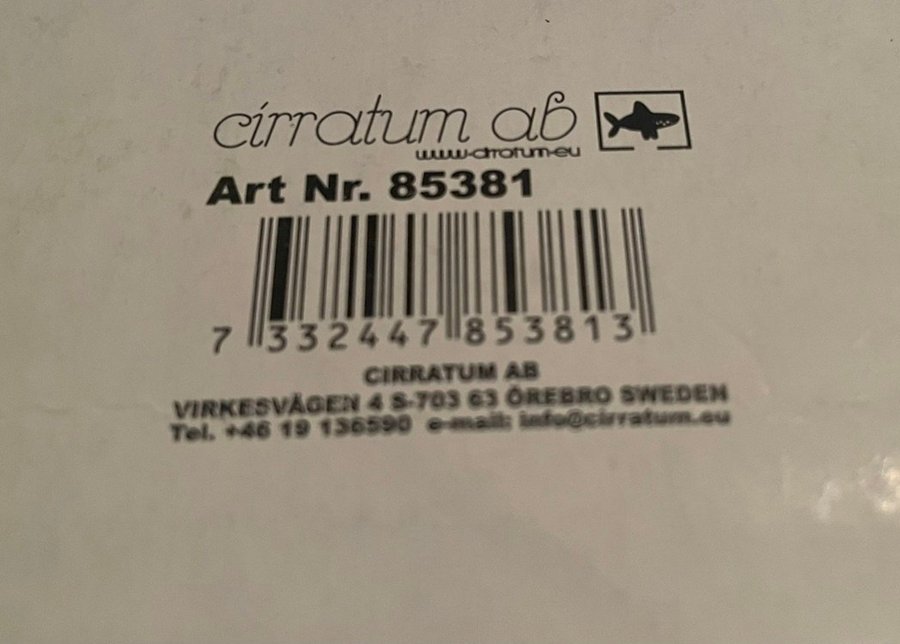 cirratum ab
www.cirratum.eu
Art Nr. 85381
7 332447 853813
CIRRATUM AB
VIRKESVÄGEN 4 S-703 63 ÖREBRO SWEDEN
Tel. +46 19 136590 e-mail: info@cirratum.eu